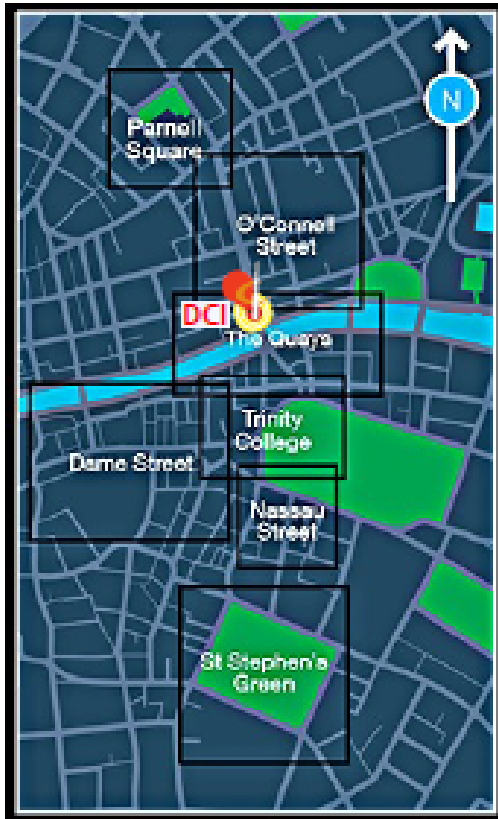 N
Parnell
Square
O'Connell
Street
DCI
The Quays
Trinity
College
Dame Street
Nassau
Street
St Stephen's
Green